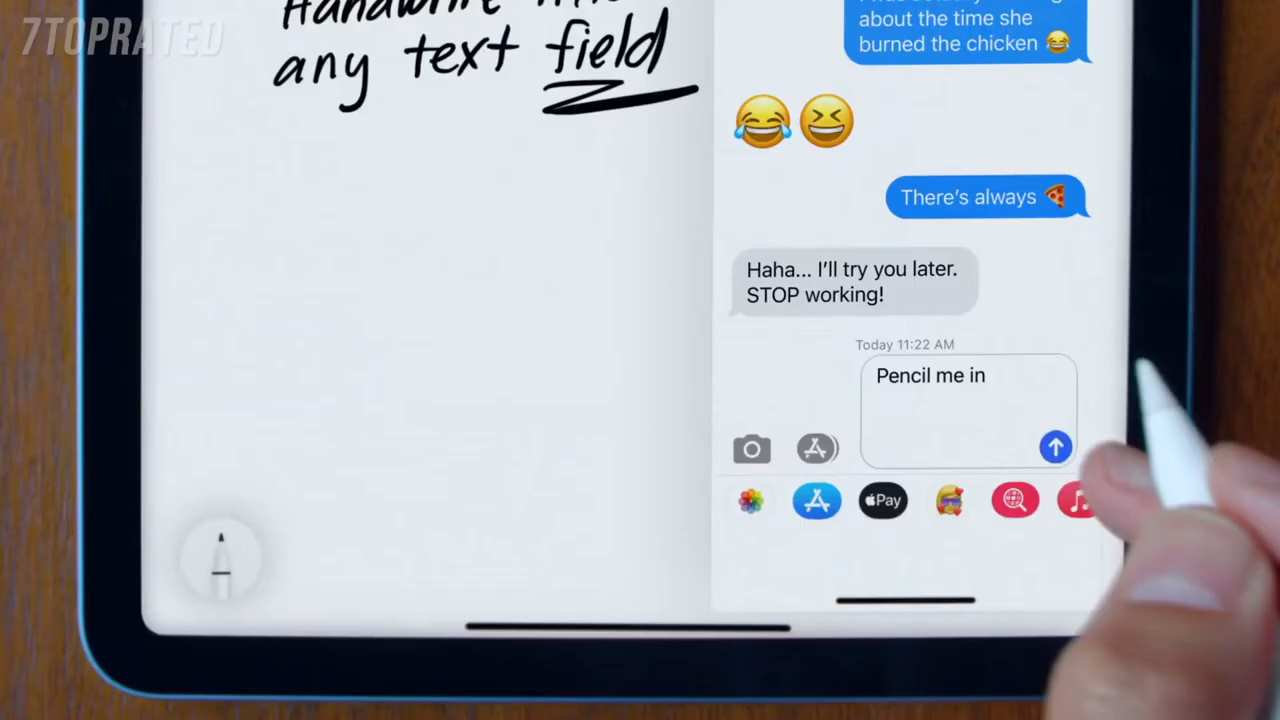 7TOPRATED
Handwrite
any text field
about the time she
burned the chicken 😂
😂😆
There's always 🍕
Haha... I'll try you later.
STOP working!
Today 11:22 AM
Pencil me in
Pay